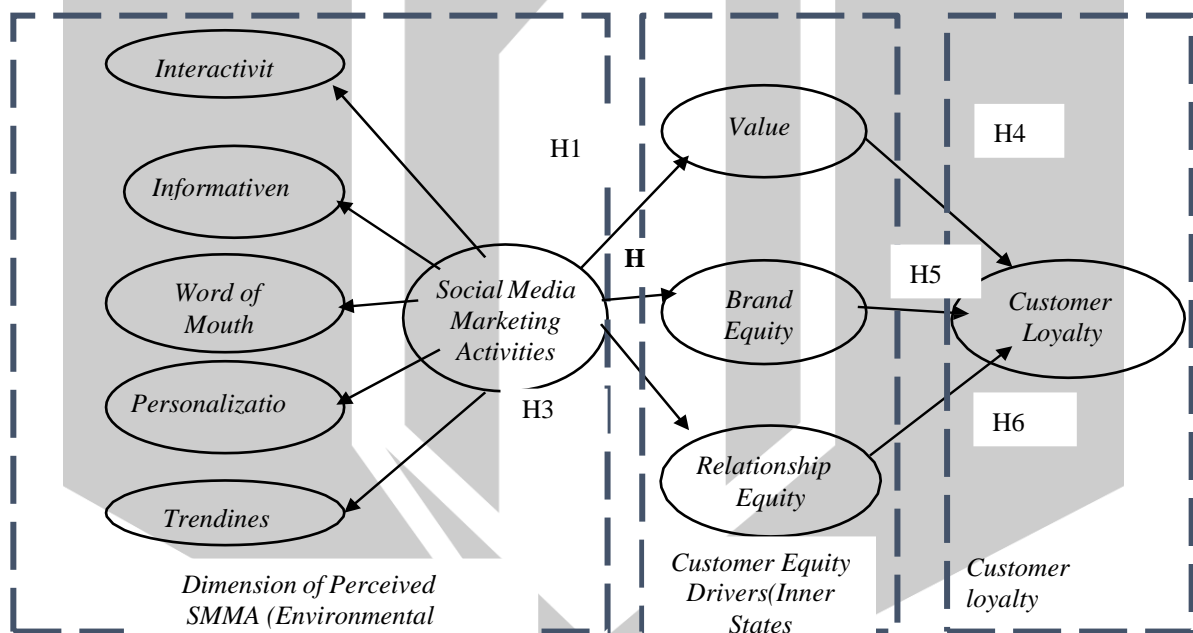 Interactivit
Informativen
Word of
Mouth
Personalizatio
Trendines
Social Media
Marketing
Activities
H1
H
H3
Value
Brand
Equity
Relationship
Equity
H4
H5
H6
Customer
Loyalty
Dimension of Perceived
SMMA (Environmental
Customer Equity
Drivers(Inner
States
Customer
loyalty